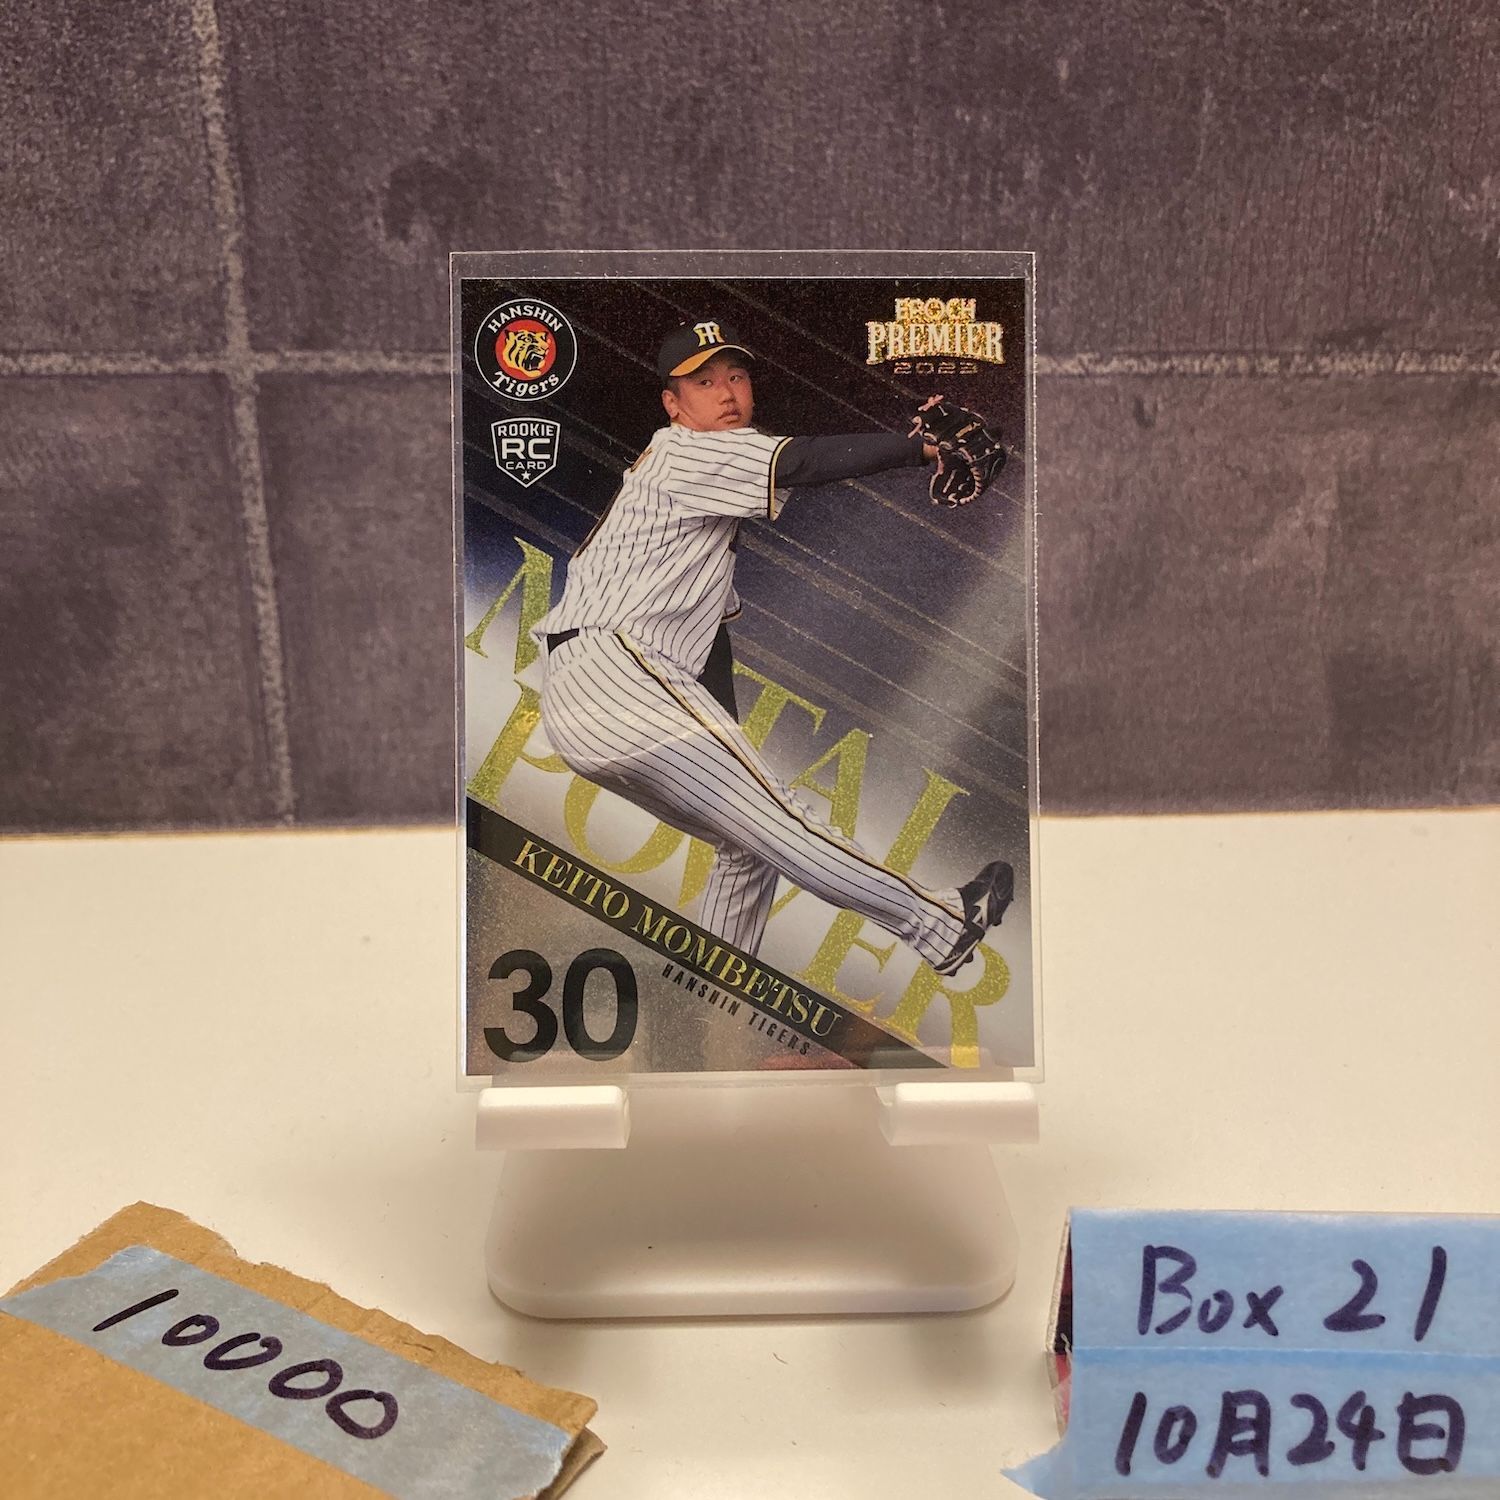 HANSHIN
Tigers
EPOCH
PREMIER
2023
ROOKIE
RC
CARD
METAL
POWER
KEITO MOMBETSU
HANSHIN TIGERS
30
10000
Box 21
10月24日